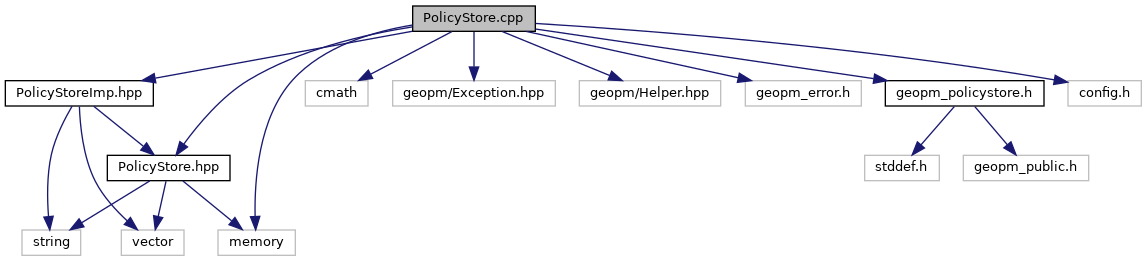 PolicyStore.cpp
PolicyStoreImp.hpp
cmath
geopm/Exception.hpp
geopm/Helper.hpp
geopm_error.h
geopm_policystore.h
config.h
PolicyStore.hpp
stddef.h
geopm_public.h
string
vector
memory